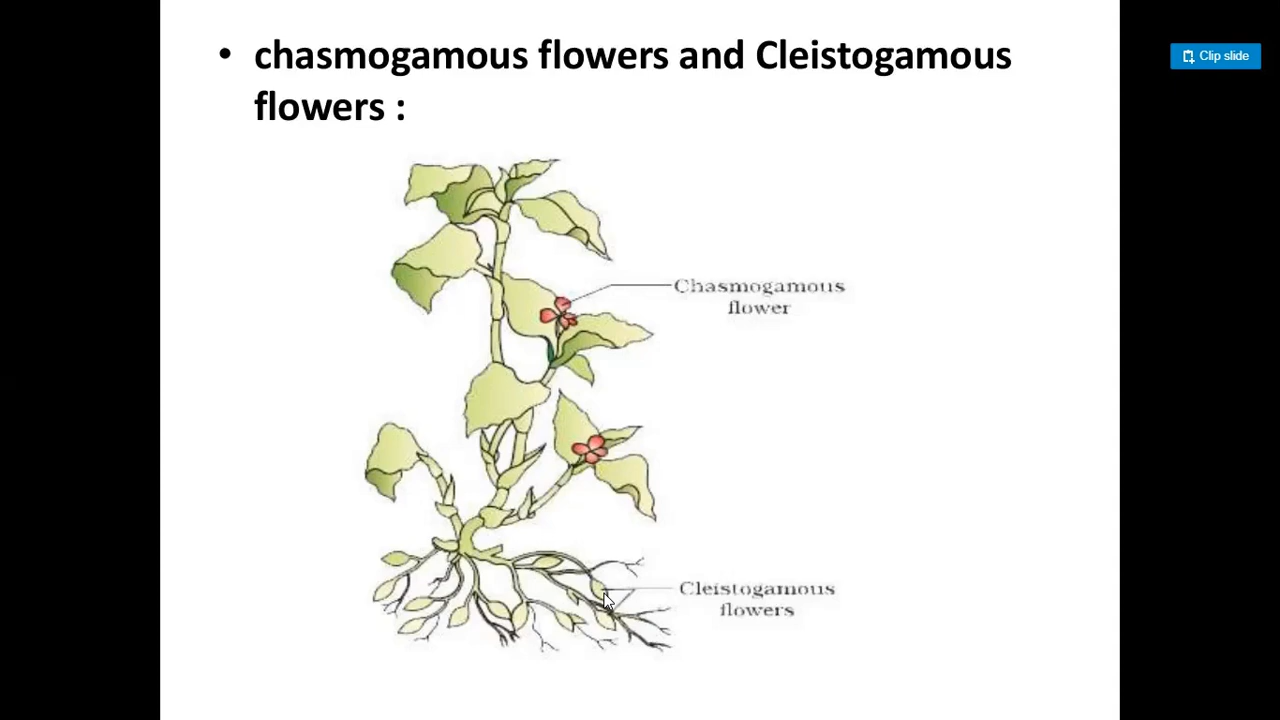 • chasmogamous flowers and Cleistogamous
flowers :
Clip slide
Chasmogamous
flower
Cleistogamous
flowers